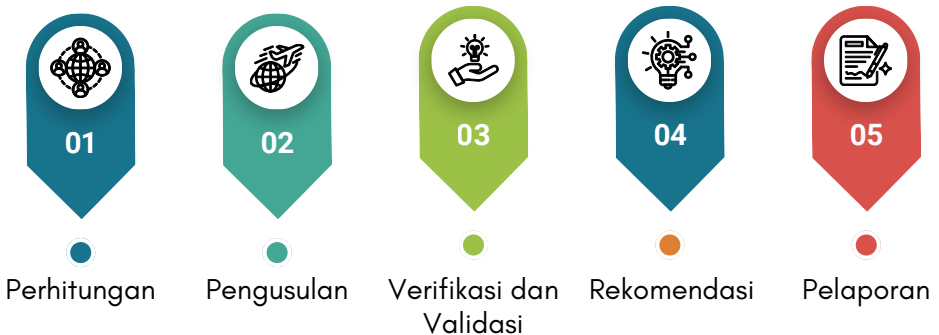 01
02
03
04
05
Perhitungan
Pengusulan
Verifikasi dan
Validasi
Rekomendasi
Pelaporan